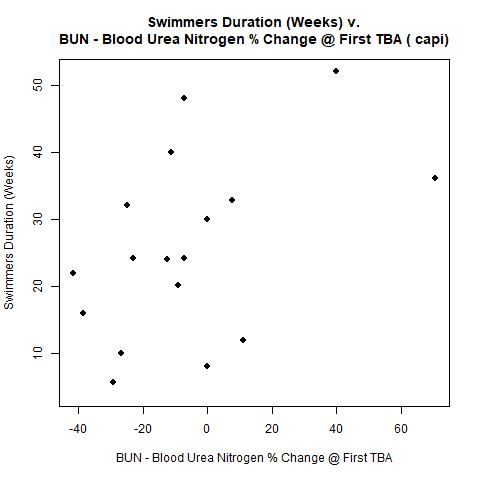 Swimmers Duration (Weeks) v.
BUN - Blood Urea Nitrogen % Change @ First TBA ( capi)
Swimmers Duration (Weeks)
50
40
30
20
10
-40 -20 0 20 40 60
BUN - Blood Urea Nitrogen % Change @ First TBA